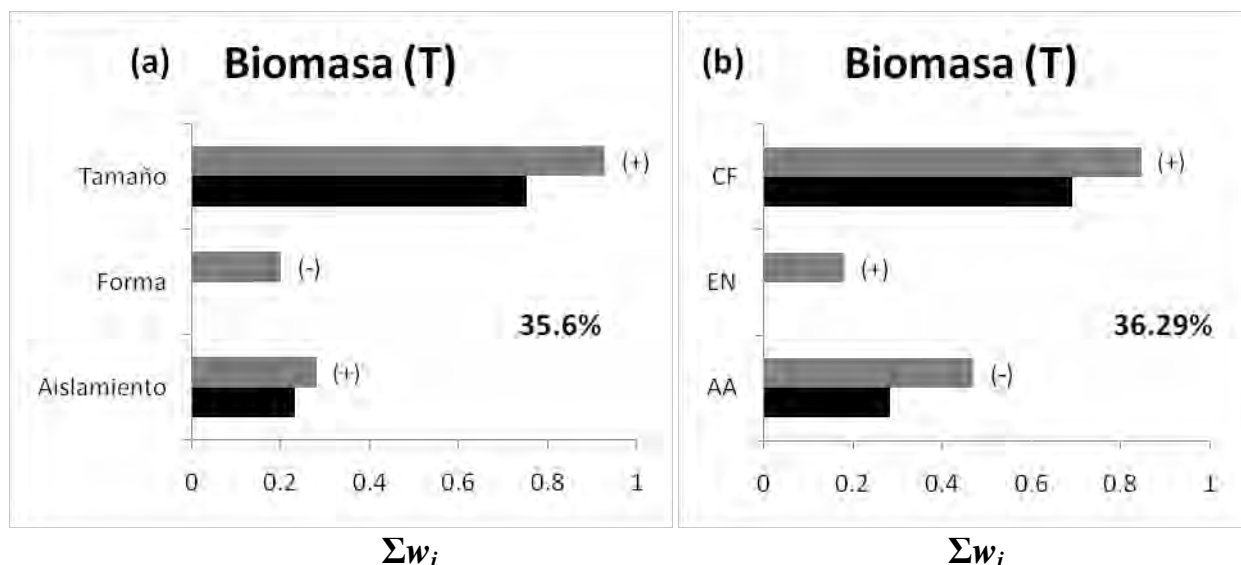 (a) Biomasa (T)
Tamaño
(+)
Forma
(-)
35.6%
Aislamiento
(+)
0 0.2 0.4 0.6 0.8 1
Σwi
(b) Biomasa (T)
CF
(+)
EN
(+)
36.29%
AA
(-)
0 0.2 0.4 0.6 0.8 1
Σwi